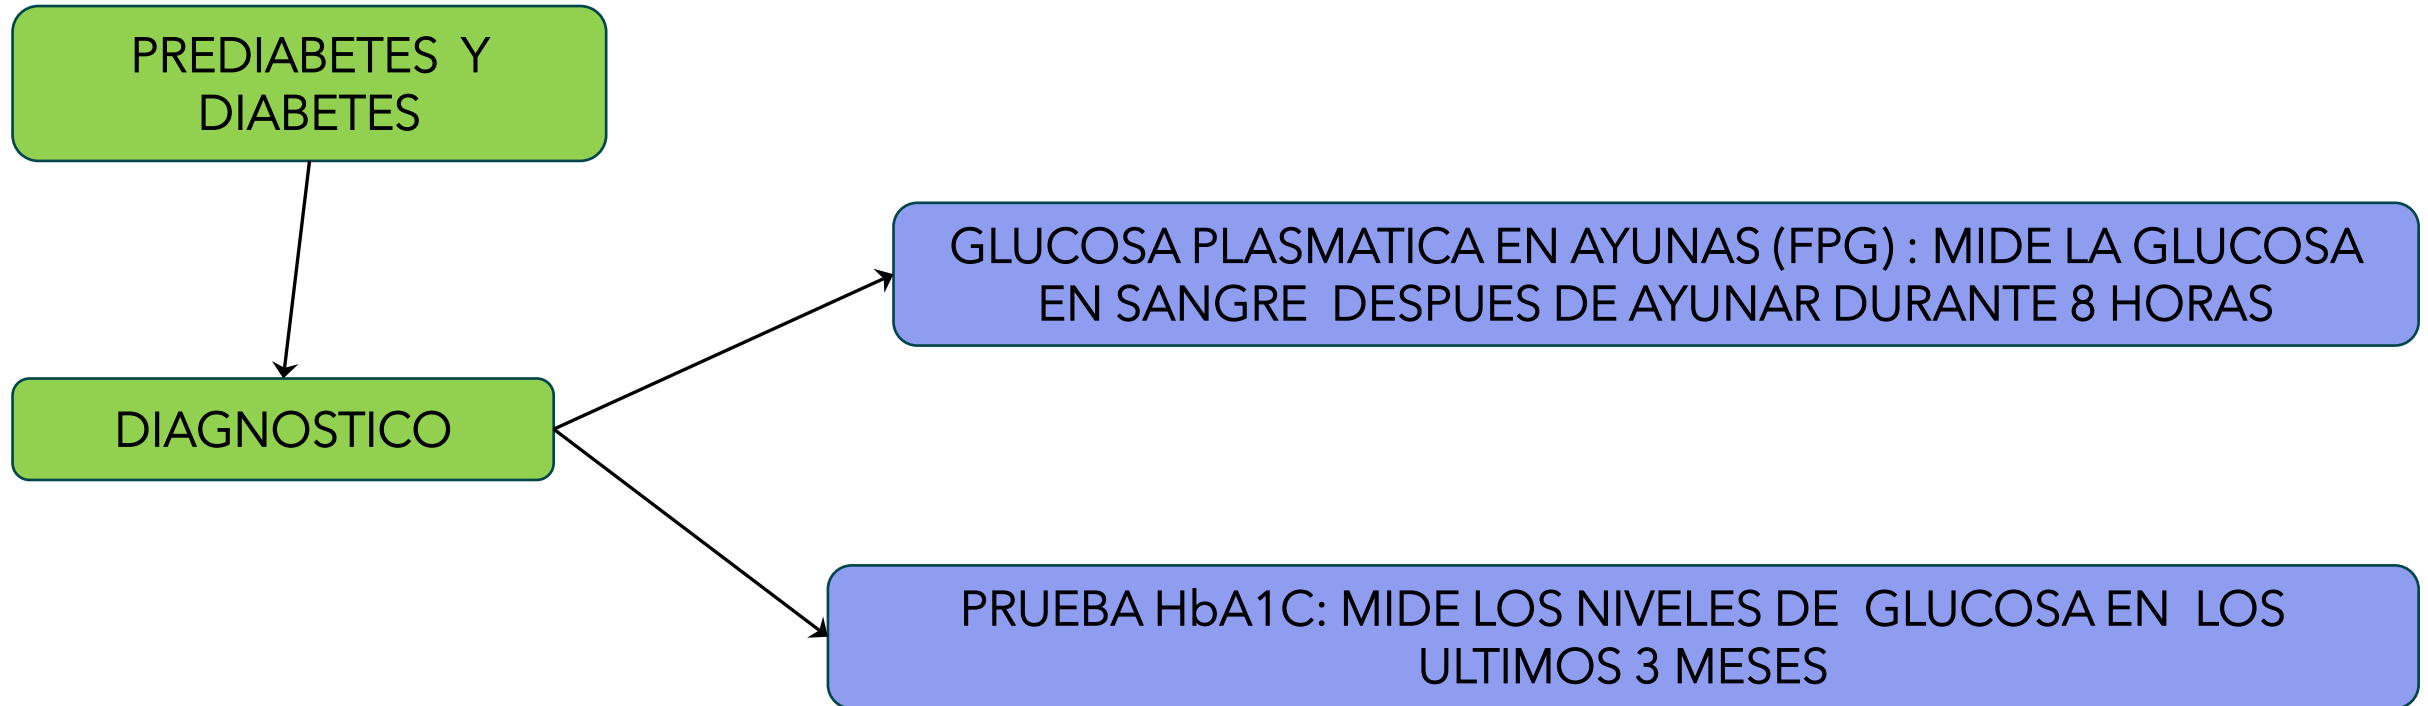 PREDIABETES Y
DIABETES
GLUCOSA PLASMATICA EN AYUNAS (FPG) : MIDE LA GLUCOSA
EN SANGRE DESPUES DE AYUNAR DURANTE 8 HORAS
DIAGNOSTICO
PRUEBA HbA1C: MIDE LOS NIVELES DE GLUCOSA EN LOS
ULTIMOS 3 MESES